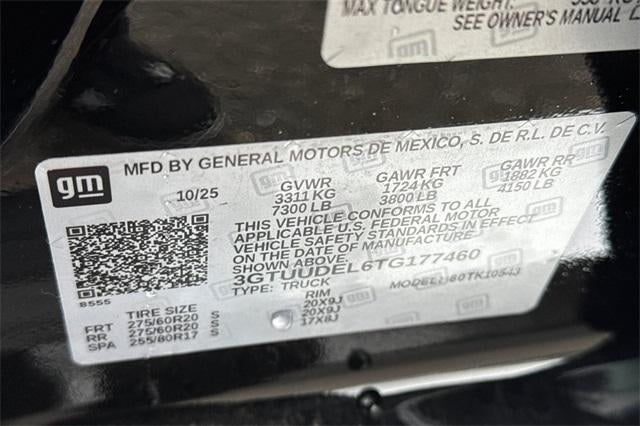 MAX TONGUE WEIGHT:
SEE OWNER'S MANUAL
gm
MFD BY GENERAL MOTORS DE MEXICO, S. DE R.L. DE C.V.
10/25 GVWR GAWR FRT GAWR RR
3311 KG 1724 KG 1882 KG
7300 LB 3800 LB 4150 LB
THIS VEHICLE CONFORMS TO ALL
APPLICABLE U.S. FEDERAL MOTOR
VEHICLE SAFETY STANDARDS IN EFFECT
ON THE DATE OF MANUFACTURE
SHOWN ABOVE.
3GTUUDEL6TG177460
TYPE: TRUCK MODEL: 60TK10543
8555
TIRE SIZE RIM
FRT 275/60R20 S 20X9J
RR 275/60R20 S 20X9J
SPA 255/80R17 S 17X8J